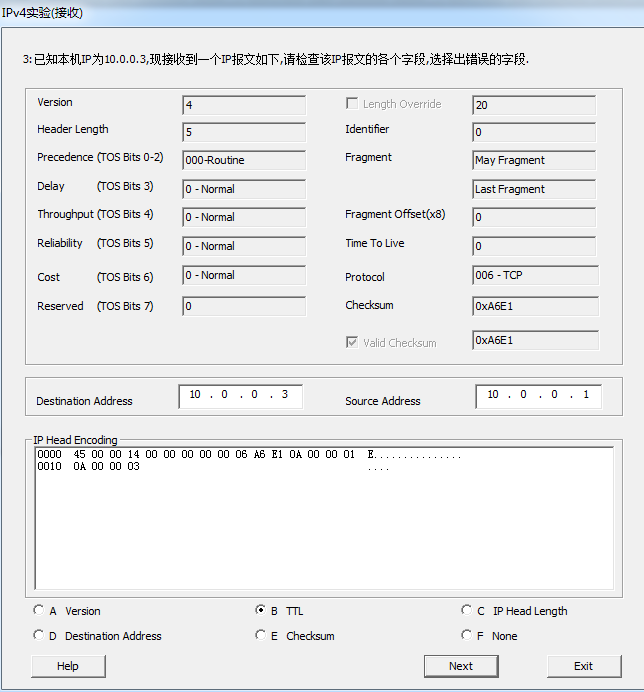 IPv4实验(接收)
3: 已知本机IP为10.0.0.3,现接收到一个IP报文如下,请检查该IP报文的各个字段,选择出错误的字段.
Version 4 Length Override 20
Header Length 5 Identifier 0
Precedence (TOS Bits 0-2) 000-Routine Fragment May Fragment
Delay (TOS Bits 3) 0 - Normal Last Fragment
Throughput (TOS Bits 4) 0 - Normal Fragment Offset(x8) 0
Reliability (TOS Bits 5) 0 - Normal Time To Live 0
Cost (TOS Bits 6) 0 - Normal Protocol 006 - TCP
Reserved (TOS Bits 7) 0 Checksum 0xA6E1
Valid Checksum 0xA6E1
Destination Address 10 . 0 . 0 . 3 Source Address 10 . 0 . 0 . 1
IP Head Encoding
0000 45 00 00 14 00 00 00 00 00 06 A6 E1 0A 00 00 01 E...............
0010 0A 00 00 03 ....
A Version B TTL C IP Head Length
D Destination Address E Checksum F None
Help Next Exit